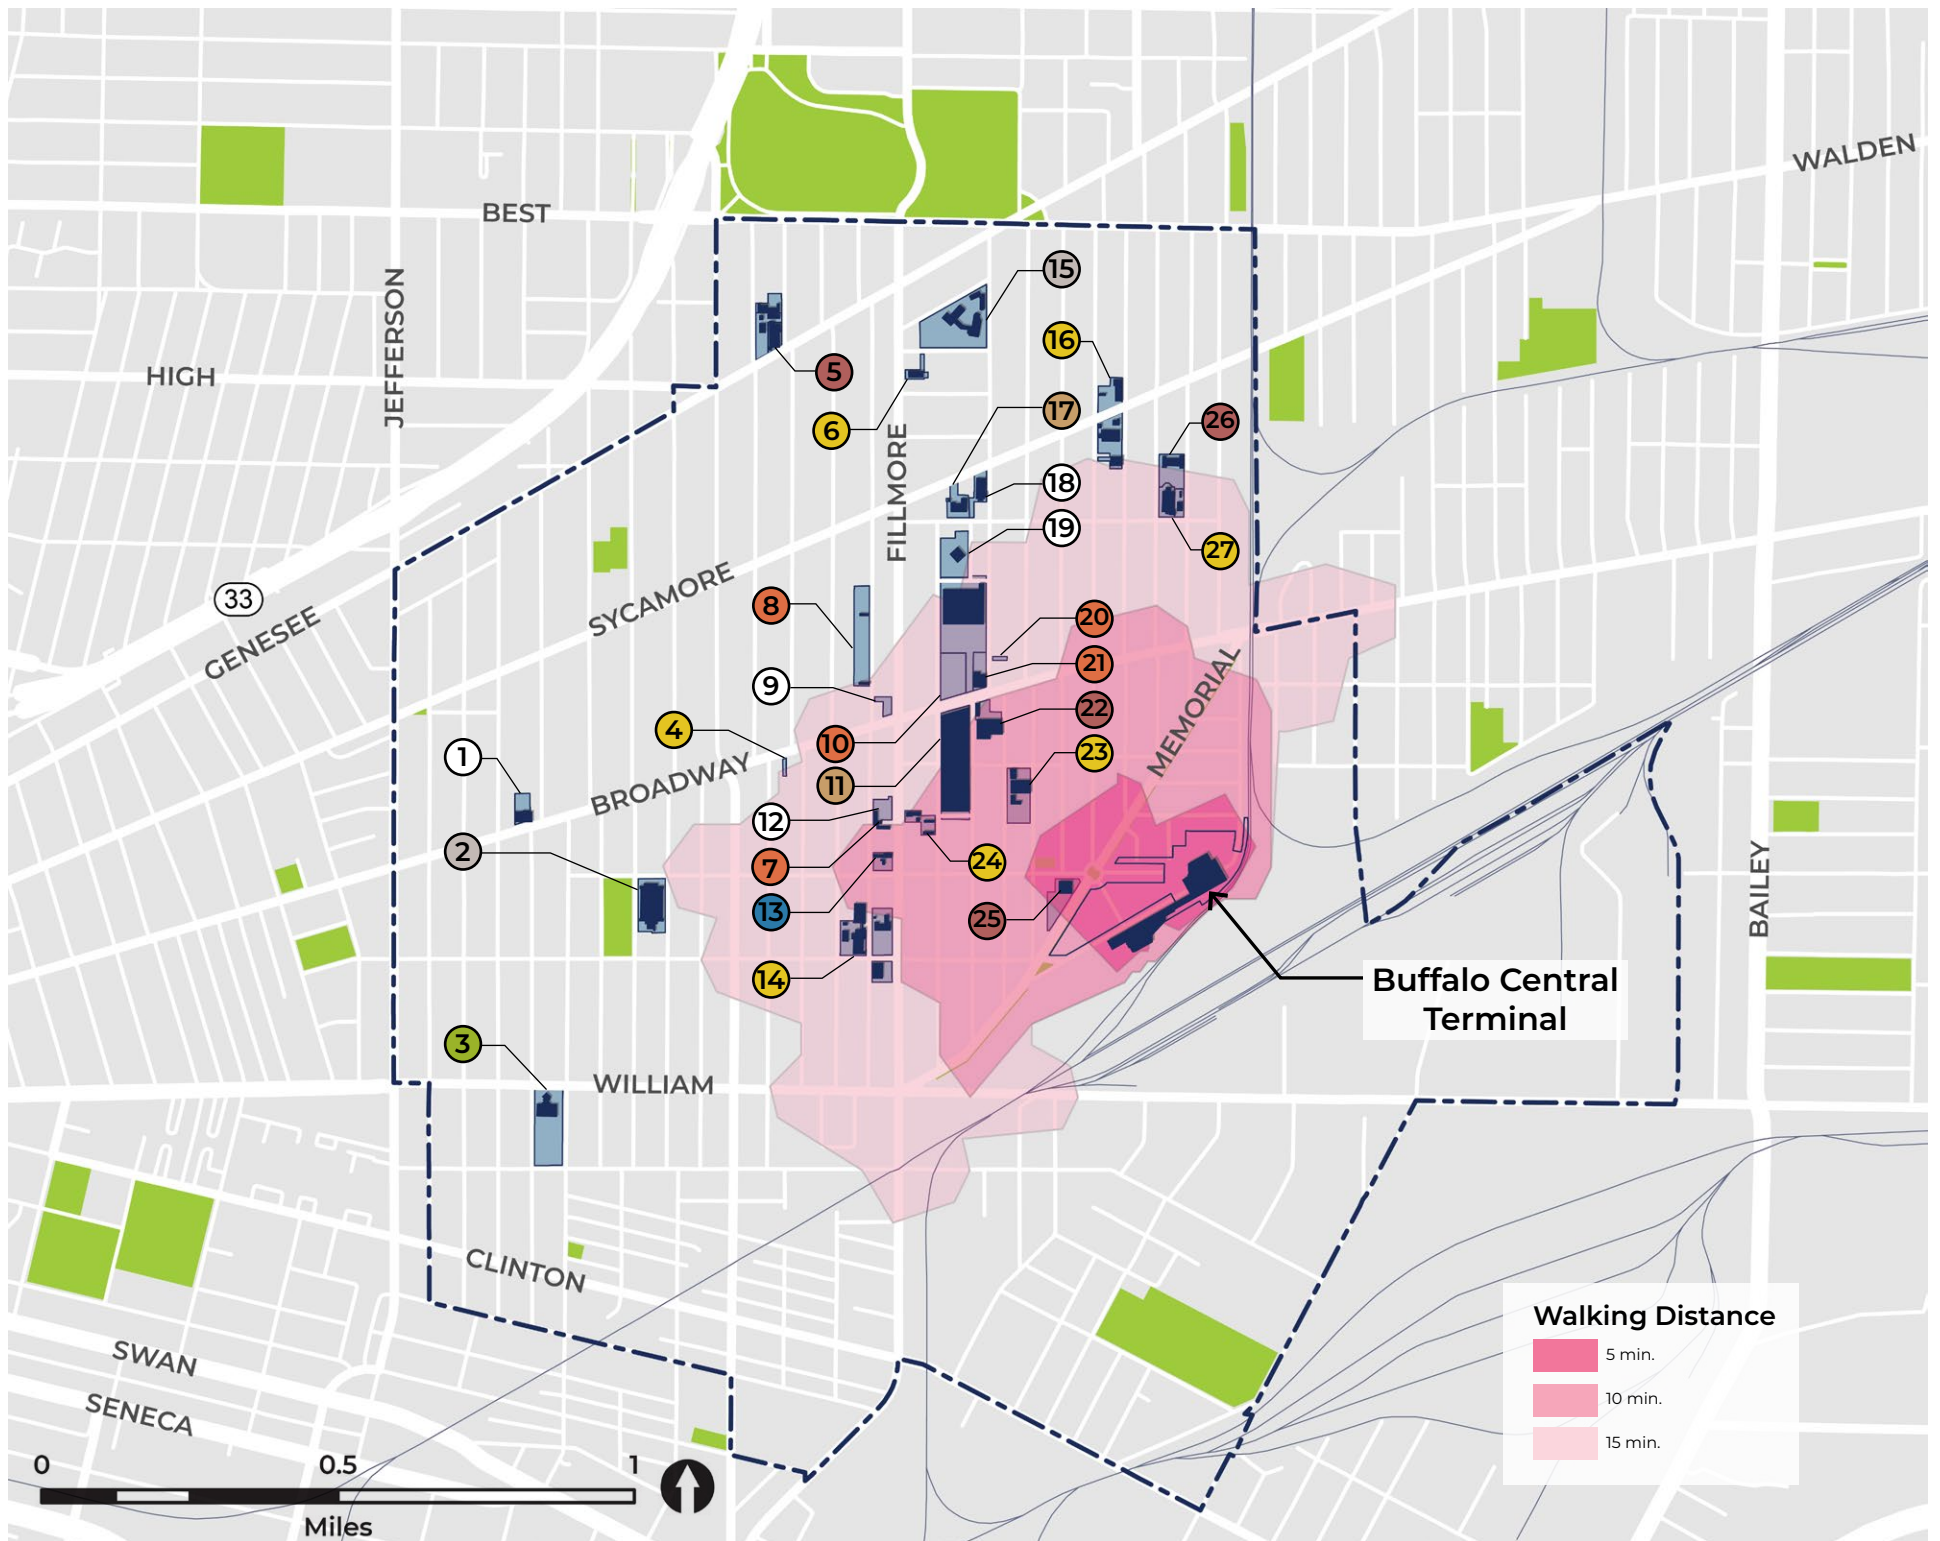 WALDEN
BEST
15
JEFFERSON
16
HIGH
5
17
26
6
FILLMORE
18
19
27
SYCAMORE
33
8
20
GENESEE
21
MEMORIAL
9
22
4
10
23
1
BROADWAY
11
12
2
24
7
BAILEY
13
25
14
Buffalo Central
Terminal
3
WILLIAM
CLINTON
Walking Distance
5 min.
10 min.
15 min.
SWAN
SENECA
0 0.5 1
Miles